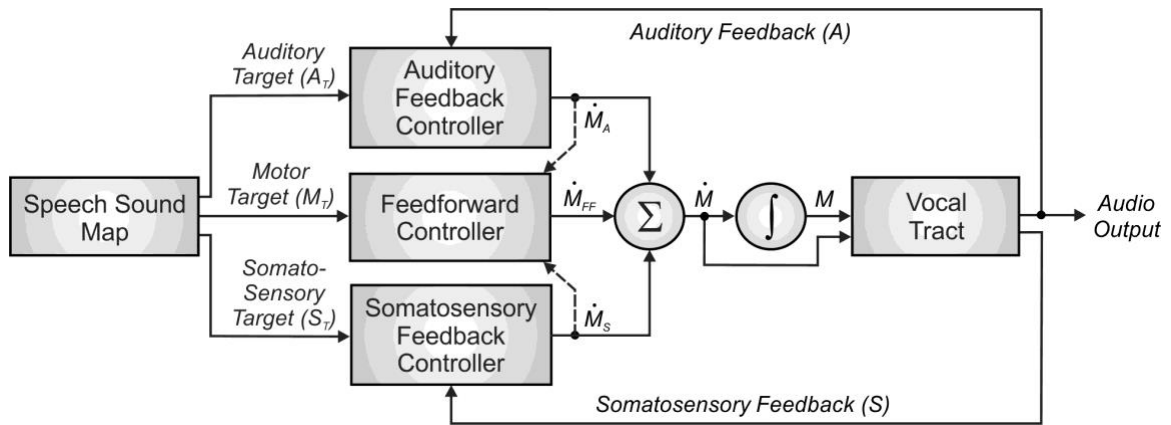 Auditory Feedback (A)
Auditory
Target (A_T)
Auditory
Feedback
Controller
Ṁ_A
Speech Sound
Map
Motor
Target (M_T)
Feedforward
Controller
Ṁ_FF
Σ
Ṁ
∫
M
Vocal
Tract
Audio
Output
Somato-
Sensory
Target (S_T)
Somatosensory
Feedback
Controller
Ṁ_S
Somatosensory Feedback (S)